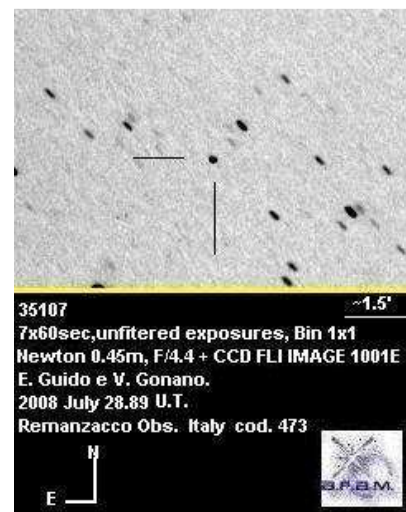 35107
~1.5'
7x60sec,unfitered exposures, Bin 1x1
Newton 0.45m, F/4.4 + CCD FLI IMAGE 1001E
E. Guido e V. Gonano.
2008 July 28.89 U.T.
Remanzacco Obs. Italy cod. 473
N
E
a.f.a.m.